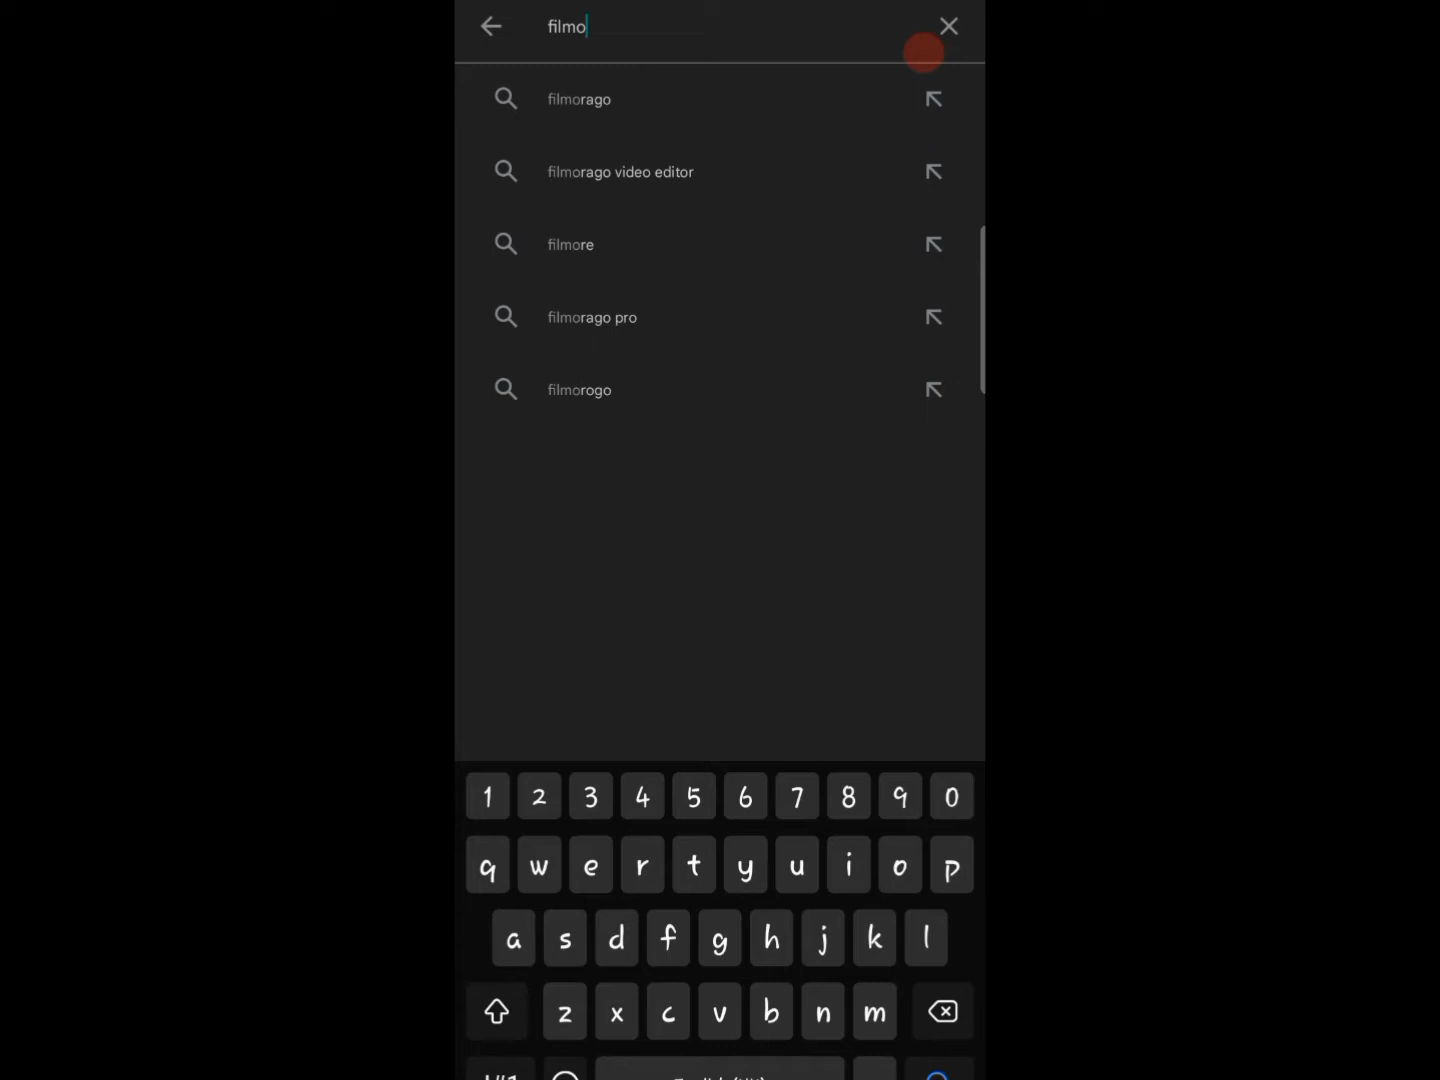 filmo
filmorago
filmorago video editor
filmore
filmorago pro
filmorogo
1 2 3 4 5 6 7 8 9 0
q w e r t y u i o p
a s d f g h j k l
z x c v b n m